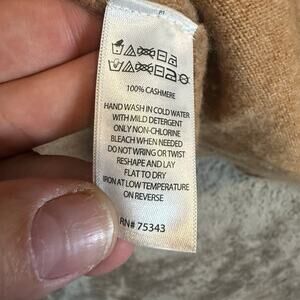 100% CASHMERE
HAND WASH IN COLD WATER
WITH MILD DETERGENT
ONLY NON-CHLORINE
BLEACH WHEN NEEDED
DO NOT WRING OR TWIST
RESHAPE AND LAY
FLAT TO DRY
IRON AT LOW TEMPERATURE
ON REVERSE
RN# 75343